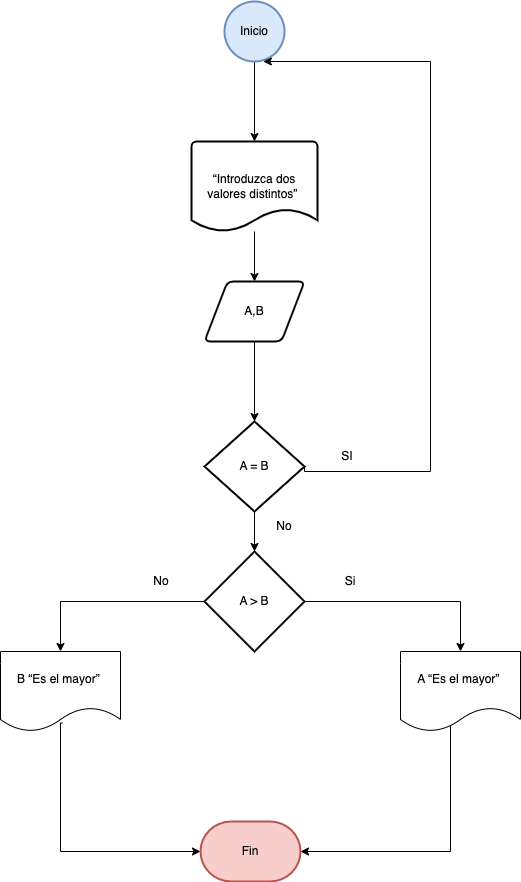 Inicio
“Introduzca dos
valores distintos”
A,B
A = B
SI
No
A > B
No
Si
B “Es el mayor”
A “Es el mayor”
Fin